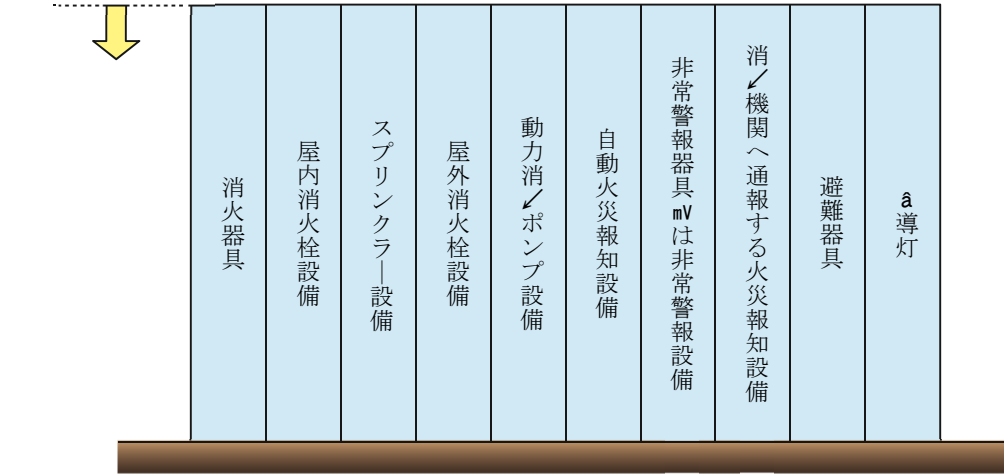 消火器具
屋内消火栓設備
スプリンクラ―設備
屋外消火栓設備
動力消↙ポンプ設備
自動火災報知設備
非常警報器具㎷は非常警報設備
消↙機関へ通報する火災報知設備
避難器具
â導灯